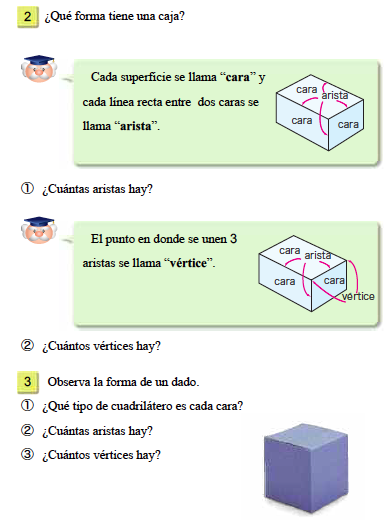 2 ¿Qué forma tiene una caja?
Cada superficie se llama “cara” y
cada línea recta entre dos caras se
llama “arista”.
cara
arista
cara
cara
① ¿Cuántas aristas hay?
El punto en donde se unen 3
aristas se llama “vértice”.
cara
arista
cara
cara
vértice
② ¿Cuántos vértices hay?
3 Observa la forma de un dado.
① ¿Qué tipo de cuadrilátero es cada cara?
② ¿Cuántas aristas hay?
③ ¿Cuántos vértices hay?